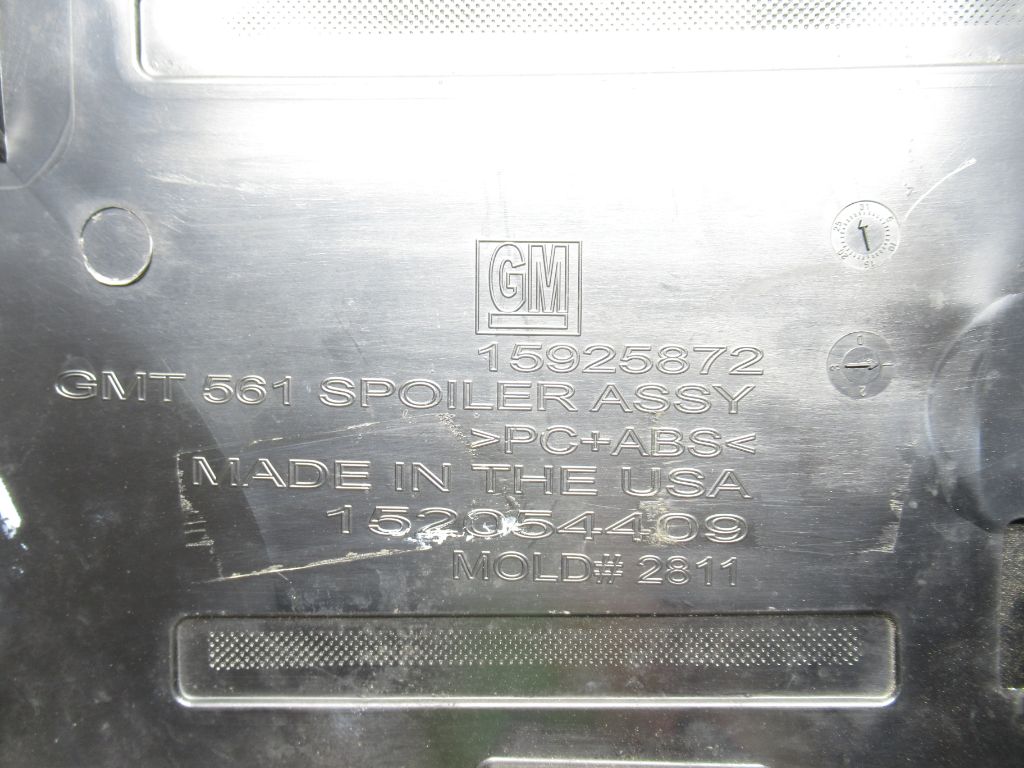 GM
15925872
GMT 561 SPOILER ASSY
>PC+ABS<
MADE IN THE USA
152054409
MOLD# 2811